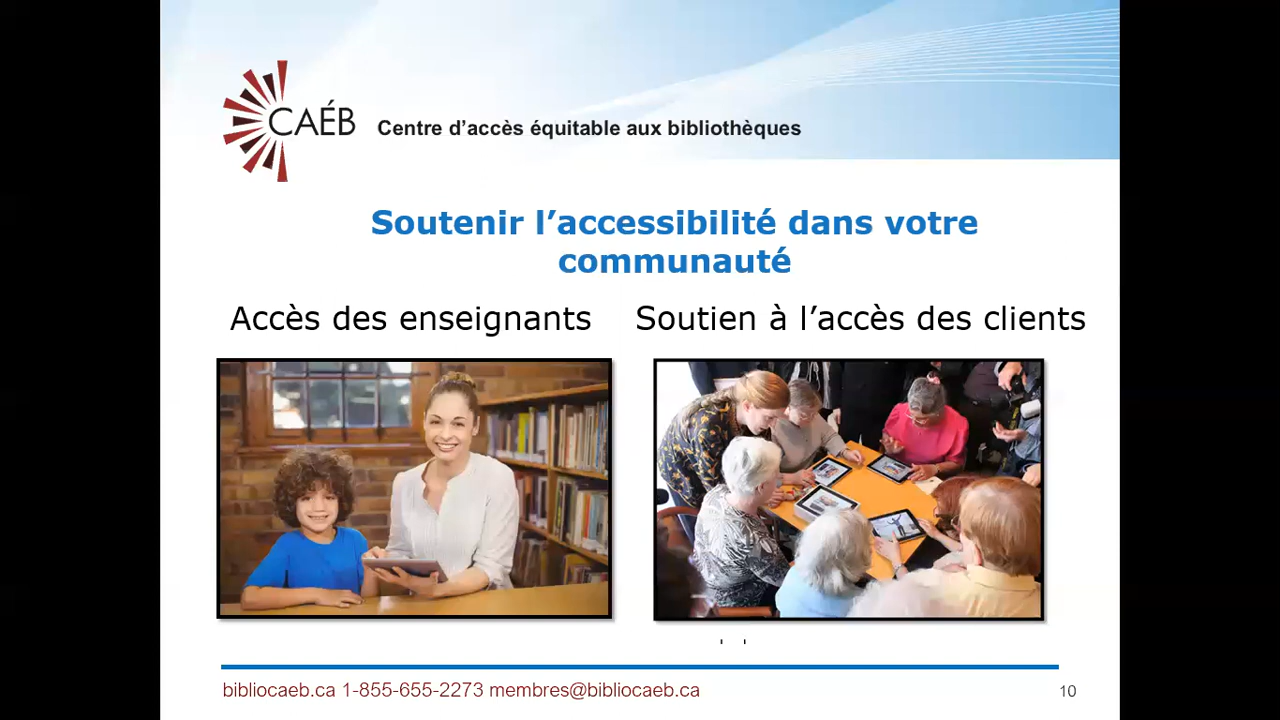 CAÉB
Centre d’accès équitable aux bibliothèques
Soutenir l’accessibilité dans votre
communauté
Accès des enseignants
Soutien à l’accès des clients
bibliocaeb.ca 1-855-655-2273 membres@bibliocaeb.ca
10